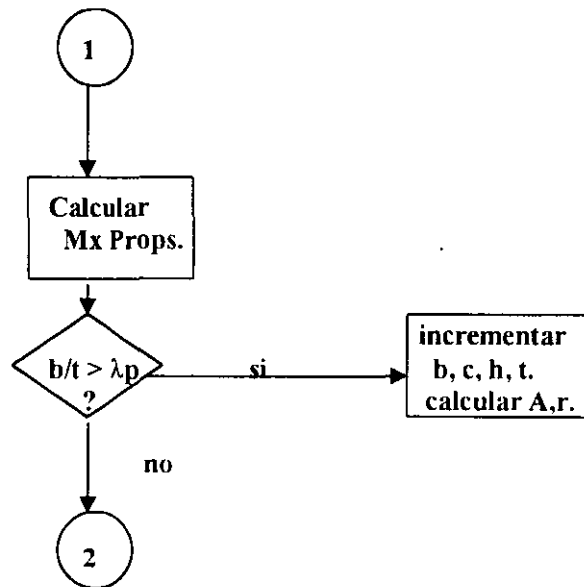 1
Calcular
Mx Props.
b/t > λp
?
si
incrementar
b, c, h, t.
calcular A,r.
no
2